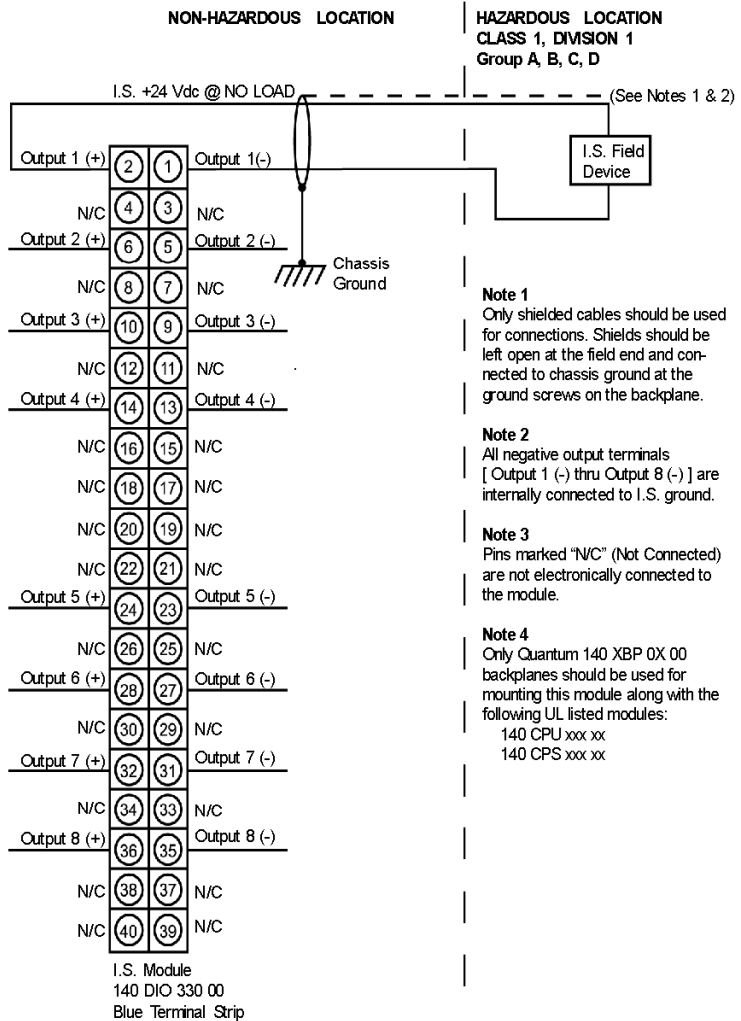 NON-HAZARDOUS LOCATION
HAZARDOUS LOCATION
CLASS 1, DIVISION 1
Group A, B, C, D
I.S. +24 Vdc @ NO LOAD
(See Notes 1 & 2)
I.S. Field
Device
Output 1 (+) 2 1 Output 1(-)
N/C 4 3 N/C
Output 2 (+) 6 5 Output 2 (-)
Chassis
Ground
N/C 8 7 N/C
Output 3 (+) 10 9 Output 3 (-)
N/C 12 11 N/C
Output 4 (+) 14 13 Output 4 (-)
N/C 16 15 N/C
N/C 18 17 N/C
N/C 20 19 N/C
N/C 22 21 N/C
Output 5 (+) 24 23 Output 5 (-)
N/C 26 25 N/C
Output 6 (+) 28 27 Output 6 (-)
N/C 30 29 N/C
Output 7 (+) 32 31 Output 7 (-)
N/C 34 33 N/C
Output 8 (+) 36 35 Output 8 (-)
N/C 38 37 N/C
N/C 40 39 N/C
I.S. Module
140 DIO 330 00
Blue Terminal Strip
Note 1
Only shielded cables should be used
for connections. Shields should be
left open at the field end and con-
nected to chassis ground at the
ground screws on the backplane.
Note 2
All negative output terminals
[ Output 1 (-) thru Output 8 (-) ] are
internally connected to I.S. ground.
Note 3
Pins marked “N/C” (Not Connected)
are not electronically connected to
the module.
Note 4
Only Quantum 140 XBP 0X 00
backplanes should be used for
mounting this module along with the
following UL listed modules:
140 CPU xxx xx
140 CPS xxx xx